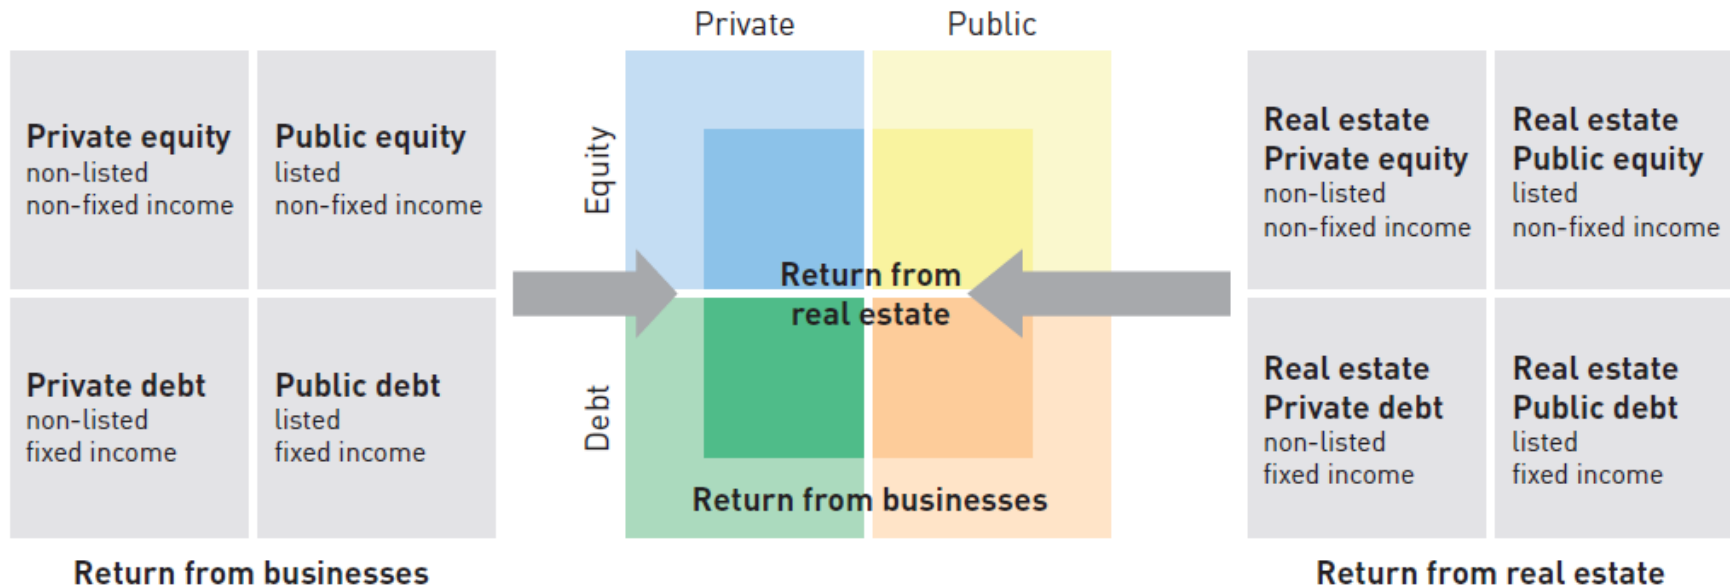 Private
Public
Private equity
non-listed
non-fixed income
Public equity
listed
non-fixed income
Private debt
non-listed
fixed income
Public debt
listed
fixed income
Return from businesses
Equity
Debt
Return from
real estate
Return from businesses
Real estate
Private equity
non-listed
non-fixed income
Real estate
Public equity
listed
non-fixed income
Real estate
Private debt
non-listed
fixed income
Real estate
Public debt
listed
fixed income
Return from real estate